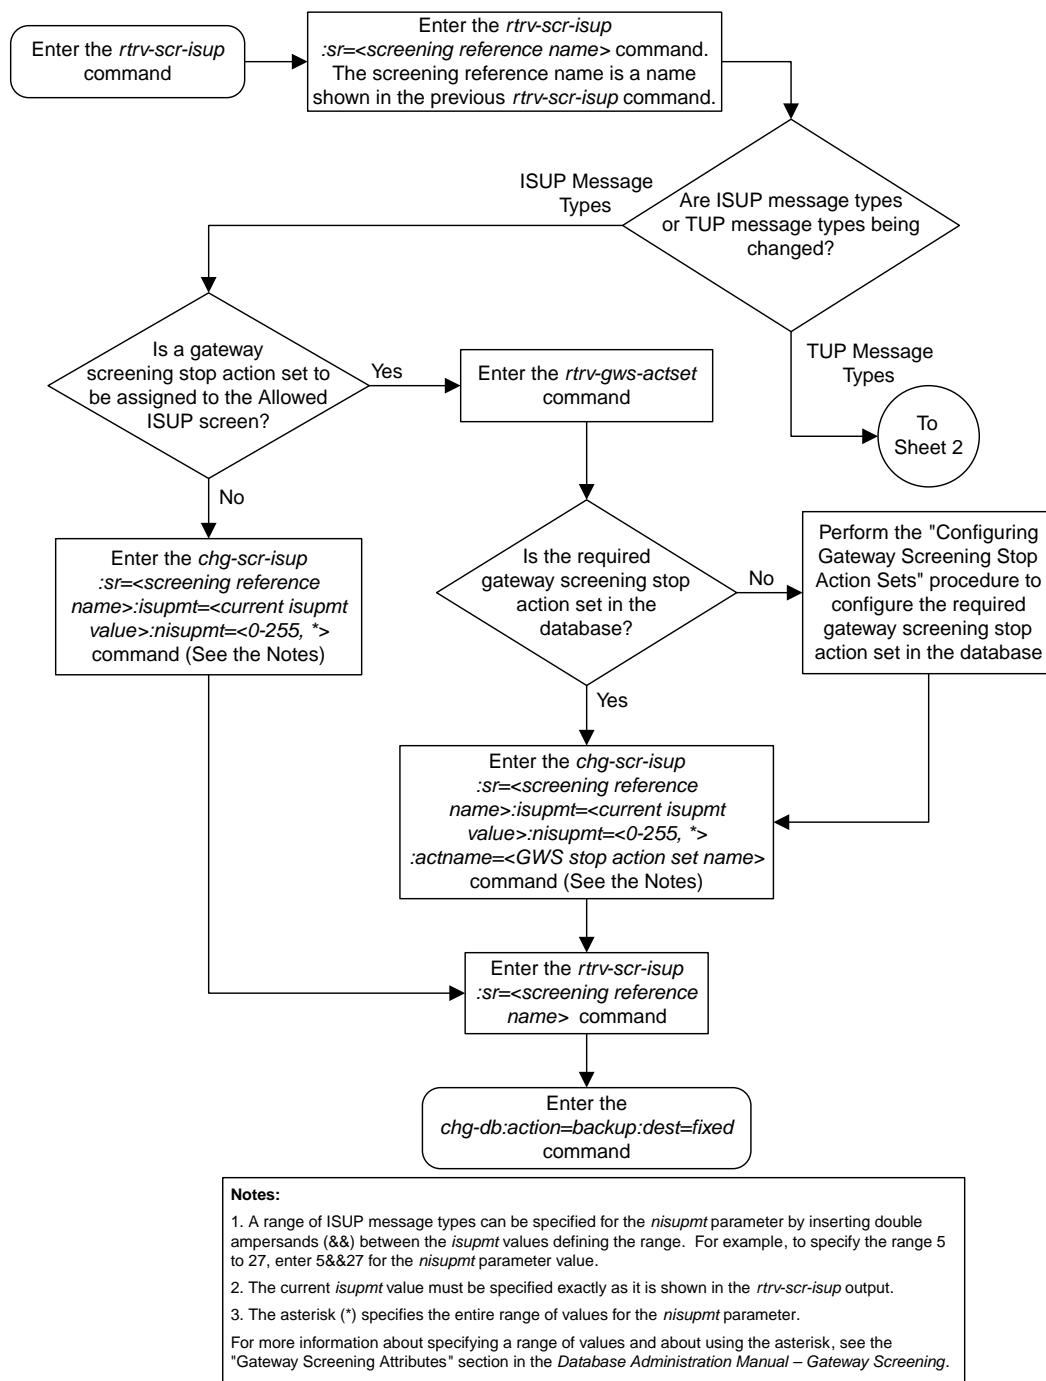 Enter the rtrv-scr-isup
command
Enter the rtrv-scr-isup
:sr=<screening reference name> command.
The screening reference name is a name
shown in the previous rtrv-scr-isup command.
Are ISUP message types
or TUP message types being
changed?
ISUP Message
Types
TUP Message
Types
To
Sheet 2
Is a gateway
screening stop action set to
be assigned to the Allowed
ISUP screen?
Yes
No
Enter the rtrv-gws-actset
command
Is the required
gateway screening stop
action set in the
database?
No
Yes
Perform the "Configuring
Gateway Screening Stop
Action Sets" procedure to
configure the required
gateway screening stop
action set in the database
Enter the chg-scr-isup
:sr=<screening reference
name>:isupmt=<current isupmt
value>:nisupmt=<0-255, *>
command (See the Notes)
Enter the chg-scr-isup
:sr=<screening reference
name>:isupmt=<current isupmt
value>:nisupmt=<0-255, *>
:actname=<GWS stop action set name>
command (See the Notes)
Enter the rtrv-scr-isup
:sr=<screening reference
name> command
Enter the
chg-db:action=backup:dest=fixed
command
Notes:
1. A range of ISUP message types can be specified for the nisupmt parameter by inserting double
ampersands (&&) between the isupmt values defining the range. For example, to specify the range 5
to 27, enter 5&&27 for the nisupmt parameter value.
2. The current isupmt value must be specified exactly as it is shown in the rtrv-scr-isup output.
3. The asterisk (*) specifies the entire range of values for the nisupmt parameter.
For more information about specifying a range of values and about using the asterisk, see the
"Gateway Screening Attributes" section in the Database Administration Manual – Gateway Screening.